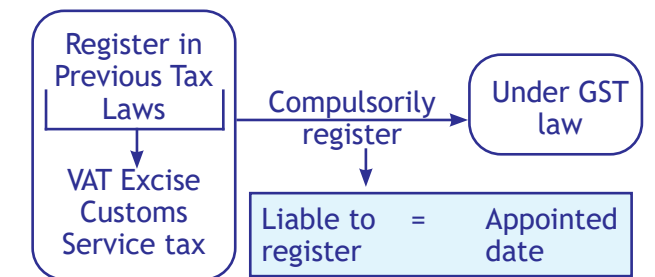 Register in
Previous Tax
Laws
VAT Excise
Customs
Service tax
Compulsorily
register
Under GST
law
Liable to = Appointed
register date